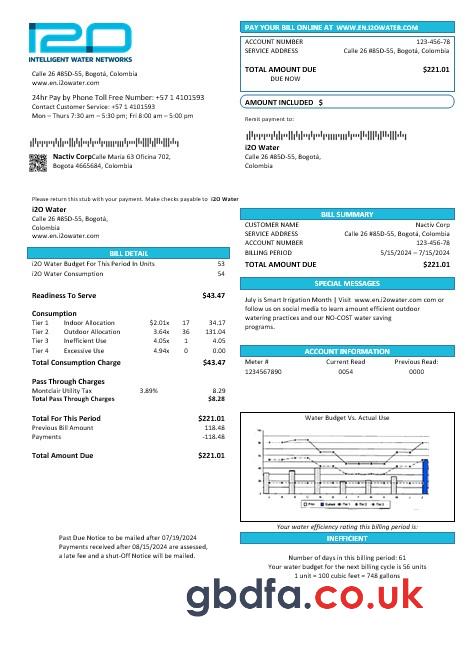 i2O
INTELLIGENT WATER NETWORKS
Calle 26 #85D-55, Bogotá, Colombia
www.en.i2owater.com
24hr Pay by Phone Toll Free Number: +57 1 4101593
Contact Customer Service: +57 1 4101593
Mon – Thurs 7:30 am – 5:30 pm; Fri 8:00 am – 5:00 pm
Nactiv Corp Calle María 63 Oficina 702,
Bogota 4665684, Colombia
PAY YOUR BILL ONLINE AT WWW.EN.I2OWATER.COM
ACCOUNT NUMBER 123-456-78
SERVICE ADDRESS Calle 26 #85D-55, Bogotá, Colombia
TOTAL AMOUNT DUE $221.01
DUE NOW
AMOUNT INCLUDED $
Remit payment to:
i2O Water
Calle 26 #85D-55, Bogotá,
Colombia
Please return this stub with your payment. Make checks payable to i2O Water
i2O Water
Calle 26 #85D-55, Bogotá,
Colombia
www.en.i2owater.com
BILL DETAIL
i2O Water Budget For This Period In Units 53
i2O Water Consumption 54
Readiness To Serve $43.47
Consumption
Tier 1 Indoor Allocation $2.01x 17 34.17
Tier 2 Outdoor Allocation 3.64x 36 131.04
Tier 3 Inefficient Use 4.05x 1 4.05
Tier 4 Excessive Use 4.94x 0 0.00
Total Consumption Charge $43.47
Pass Through Charges
Montclair Utility Tax 3.89% 8.29
Total Pass Through Charges $8.28
Total For This Period $221.01
Previous Bill Amount 118.48
Payments -118.48
Total Amount Due $221.01
Past Due Notice to be mailed after 07/19/2024
Payments received after 08/15/2024 are assessed,
a late fee and a shut-Off Notice will be mailed.
BILL SUMMARY
CUSTOMER NAME Nactiv Corp
SERVICE ADDRESS Calle 26 #85D-55, Bogotá, Colombia
ACCOUNT NUMBER 123-456-78
BILLING PERIOD 5/15/2024 – 7/15/2024
TOTAL AMOUNT DUE $221.01
SPECIAL MESSAGES
July is Smart Irrigation Month | Visit www.en.i2owater.com com or
follow us on social media to learn amount efficient outdoor
watering practices and our NO-COST water saving
programs.
ACCOUNT INFORMATION
Meter # Current Read Previous Read:
1234567890 0054 0000
Water Budget Vs. Actual Use
Your water efficiency rating this billing period is:
INEFFICIENT
Number of days in this billing period: 61
Your water budget for the next billing cycle is 56 units
1 unit = 100 cubic feet = 748 gallons
gbdfa.co.uk